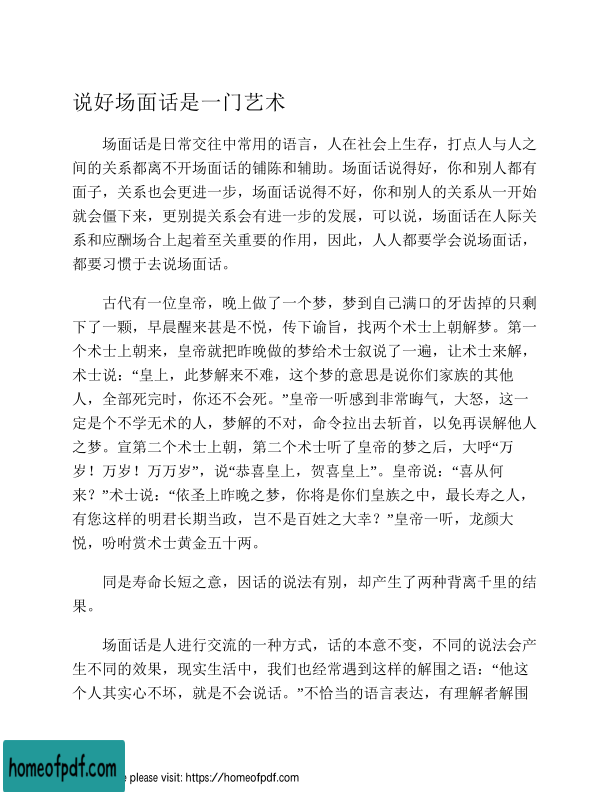 说好场面话是一门艺术
场面话是日常交往中常用的语言，人在社会上生存，打点人与人之
间的关系都离不开场面话的铺陈和辅助。场面话说得好，你和别人都有
面子，关系也会更进一步，场面话说得不好，你和别人的关系从一开始
就会僵下来，更别提关系会有进一步的发展，可以说，场面话在人际关
系和应酬场合上起着至关重要的作用，因此，人人都要学会说场面话，
都要习惯于去说场面话。
古代有一位皇帝，晚上做了一个梦，梦到自己满口的牙齿掉的只剩
下了一颗，早晨醒来甚是不悦，传下谕旨，找两个术士上朝解梦。第一
个术士上朝来，皇帝就把昨晚做的梦给术士叙说了一遍，让术士来解，
术士说：“皇上，此梦解来不难，这个梦的意思是说你们家族的其他
人，全部死完时，你还不会死。”皇帝一听感到非常晦气，大怒，这一
定是个不学无术的人，梦解的不对，命令拉出去斩首，以免再误解他人
之梦。宣第二个术士上朝，第二个术士听了皇帝的梦之后，大呼“万
岁！万岁！万万岁”，说“恭喜皇上，贺喜皇上”。皇帝说：“喜从何
来？”术士说：“依圣上昨晚之梦，你将是你们皇族之中，最长寿之人，
有您这样的明君长期当政，岂不是百姓之大幸？”皇帝一听，龙颜大
悦，吩咐赏术士黄金五十两。
同是寿命长短之意，因话的说法有别，却产生了两种背离千里的结
果。
场面话是人进行交流的一种方式，话的本意不变，不同的说法会产
生不同的效果，现实生活中，我们也经常遇到这样的解围之语：“他这
个人其实心不坏，就是不会说话。”不恰当的语言表达，有理解者解围
homeofpdf.com
e please visit: https://homeofpdf.com